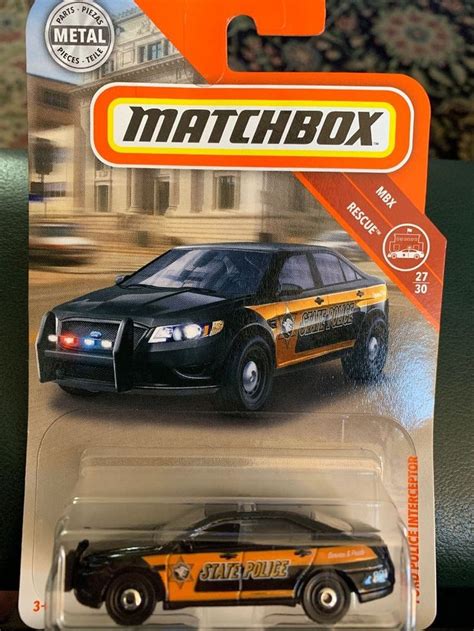 PARTS - PIEZAS
METAL
PIÈCES - TEILE
MATCHBOX
MBX
RESCUE™
27
30
STATE POLICE
FORD POLICE INTERCEPTOR
STATE POLICE
3+